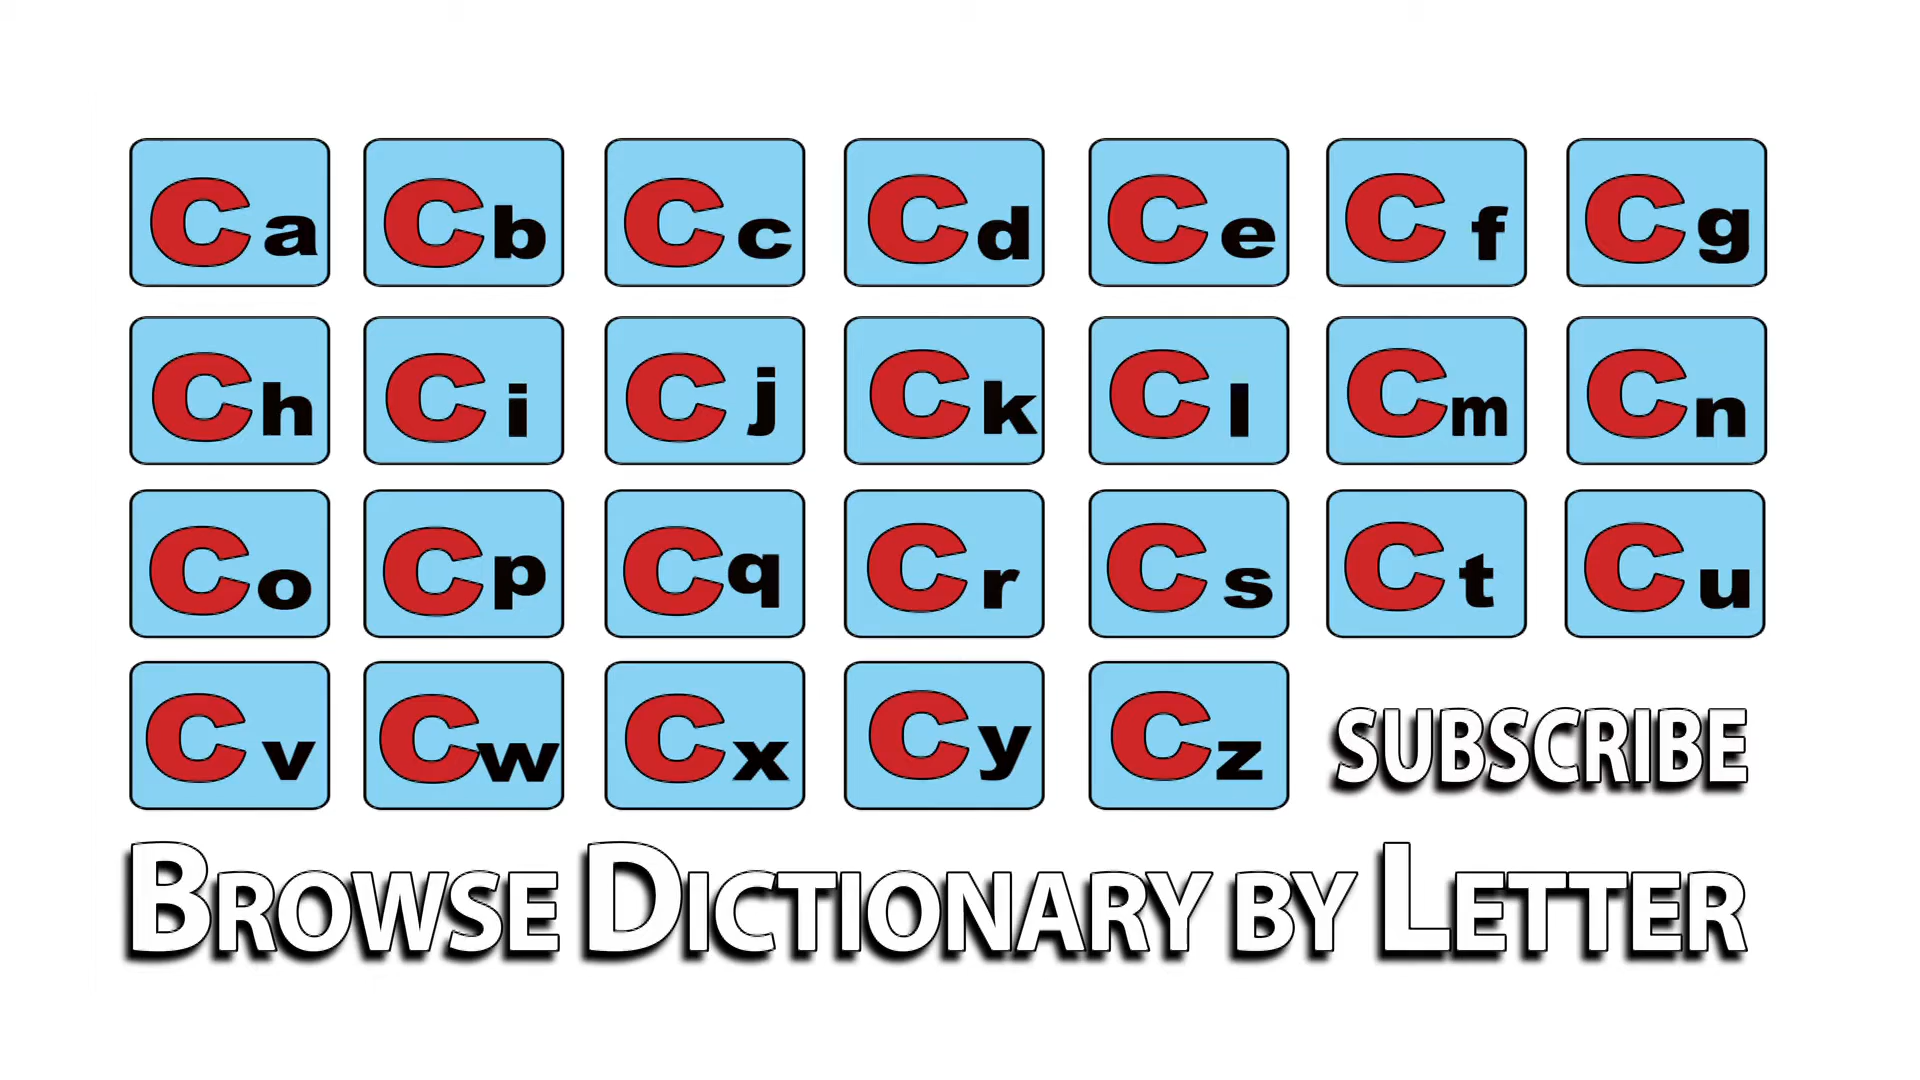 Ca Cb Cc Cd Ce Cf Cg
Ch Ci Cj Ck Cl Cm Cn
Co Cp Cq Cr Cs Ct Cu
Cv Cw Cx Cy Cz SUBSCRIBE
BROWSE DICTIONARY BY LETTER